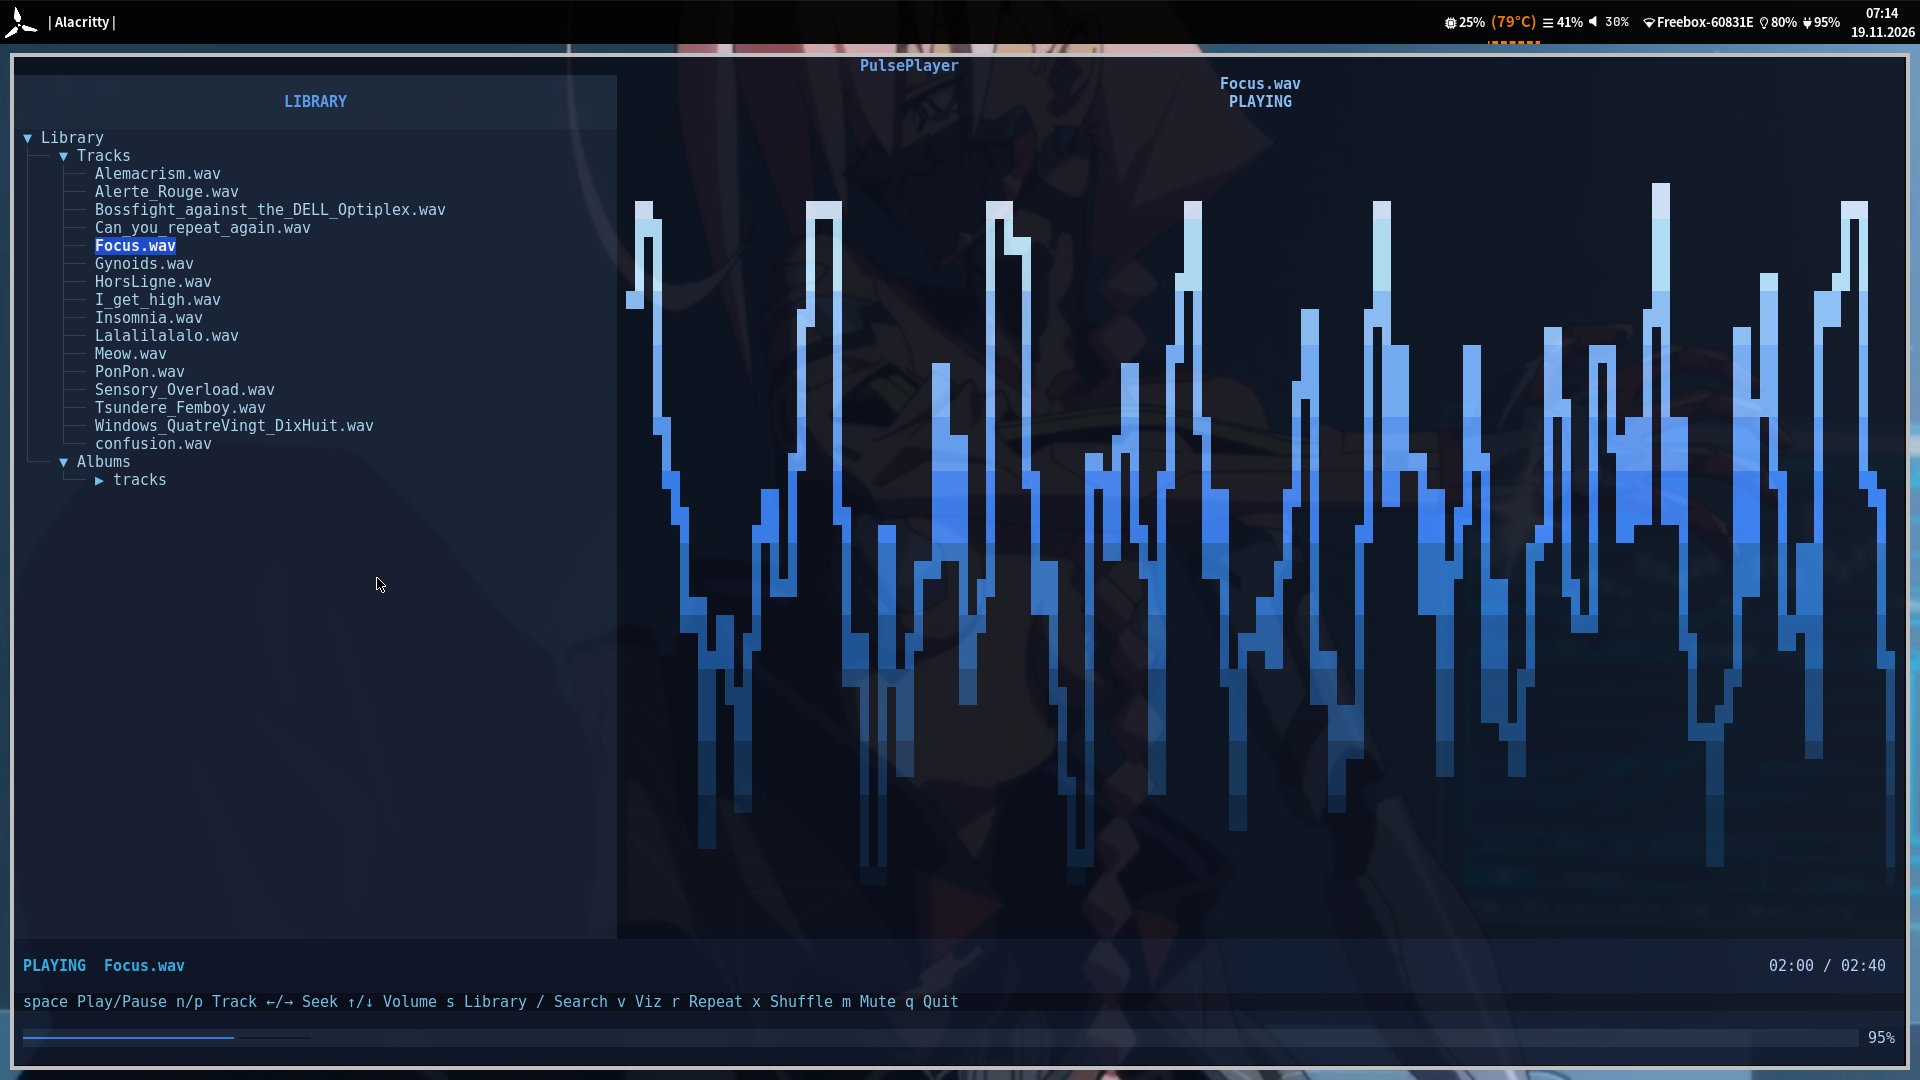 | Alacritty |
25% (79°C) 41% 30% Freebox-60831E 80% 95%
07:14
19.11.2026
PulsePlayer
Focus.wav
PLAYING
LIBRARY
▼ Library
▼ Tracks
Alemacrism.wav
Alerte_Rouge.wav
Bossfight_against_the_DELL_Optiplex.wav
Can_you_repeat_again.wav
Focus.wav
Gynoids.wav
HorsLigne.wav
I_get_high.wav
Insomnia.wav
Lalalilalalo.wav
Meow.wav
PonPon.wav
Sensory_Overload.wav
Tsundere_Femboy.wav
Windows_QuatreVingt_DixHuit.wav
confusion.wav
▼ Albums
▶ tracks
PLAYING Focus.wav
02:00 / 02:40
space Play/Pause n/p Track ←/→ Seek ↑/↓ Volume s Library / Search v Viz r Repeat x Shuffle m Mute q Quit
95%